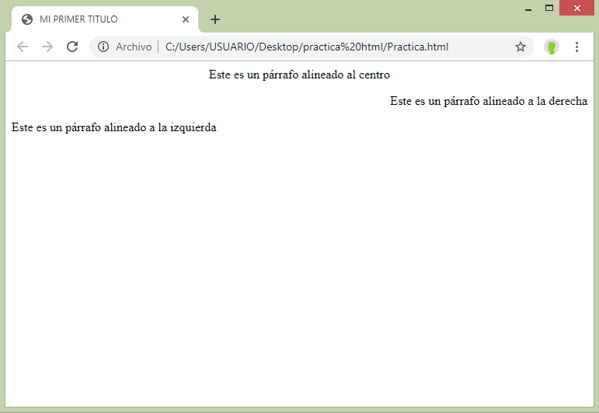 MI PRIMER TITULO
Archivo C:/Users/USUARIO/Desktop/practica%20html/Practica.html
Este es un párrafo alineado al centro
Este es un párrafo alineado a la derecha
Este es un párrafo alineado a la izquierda